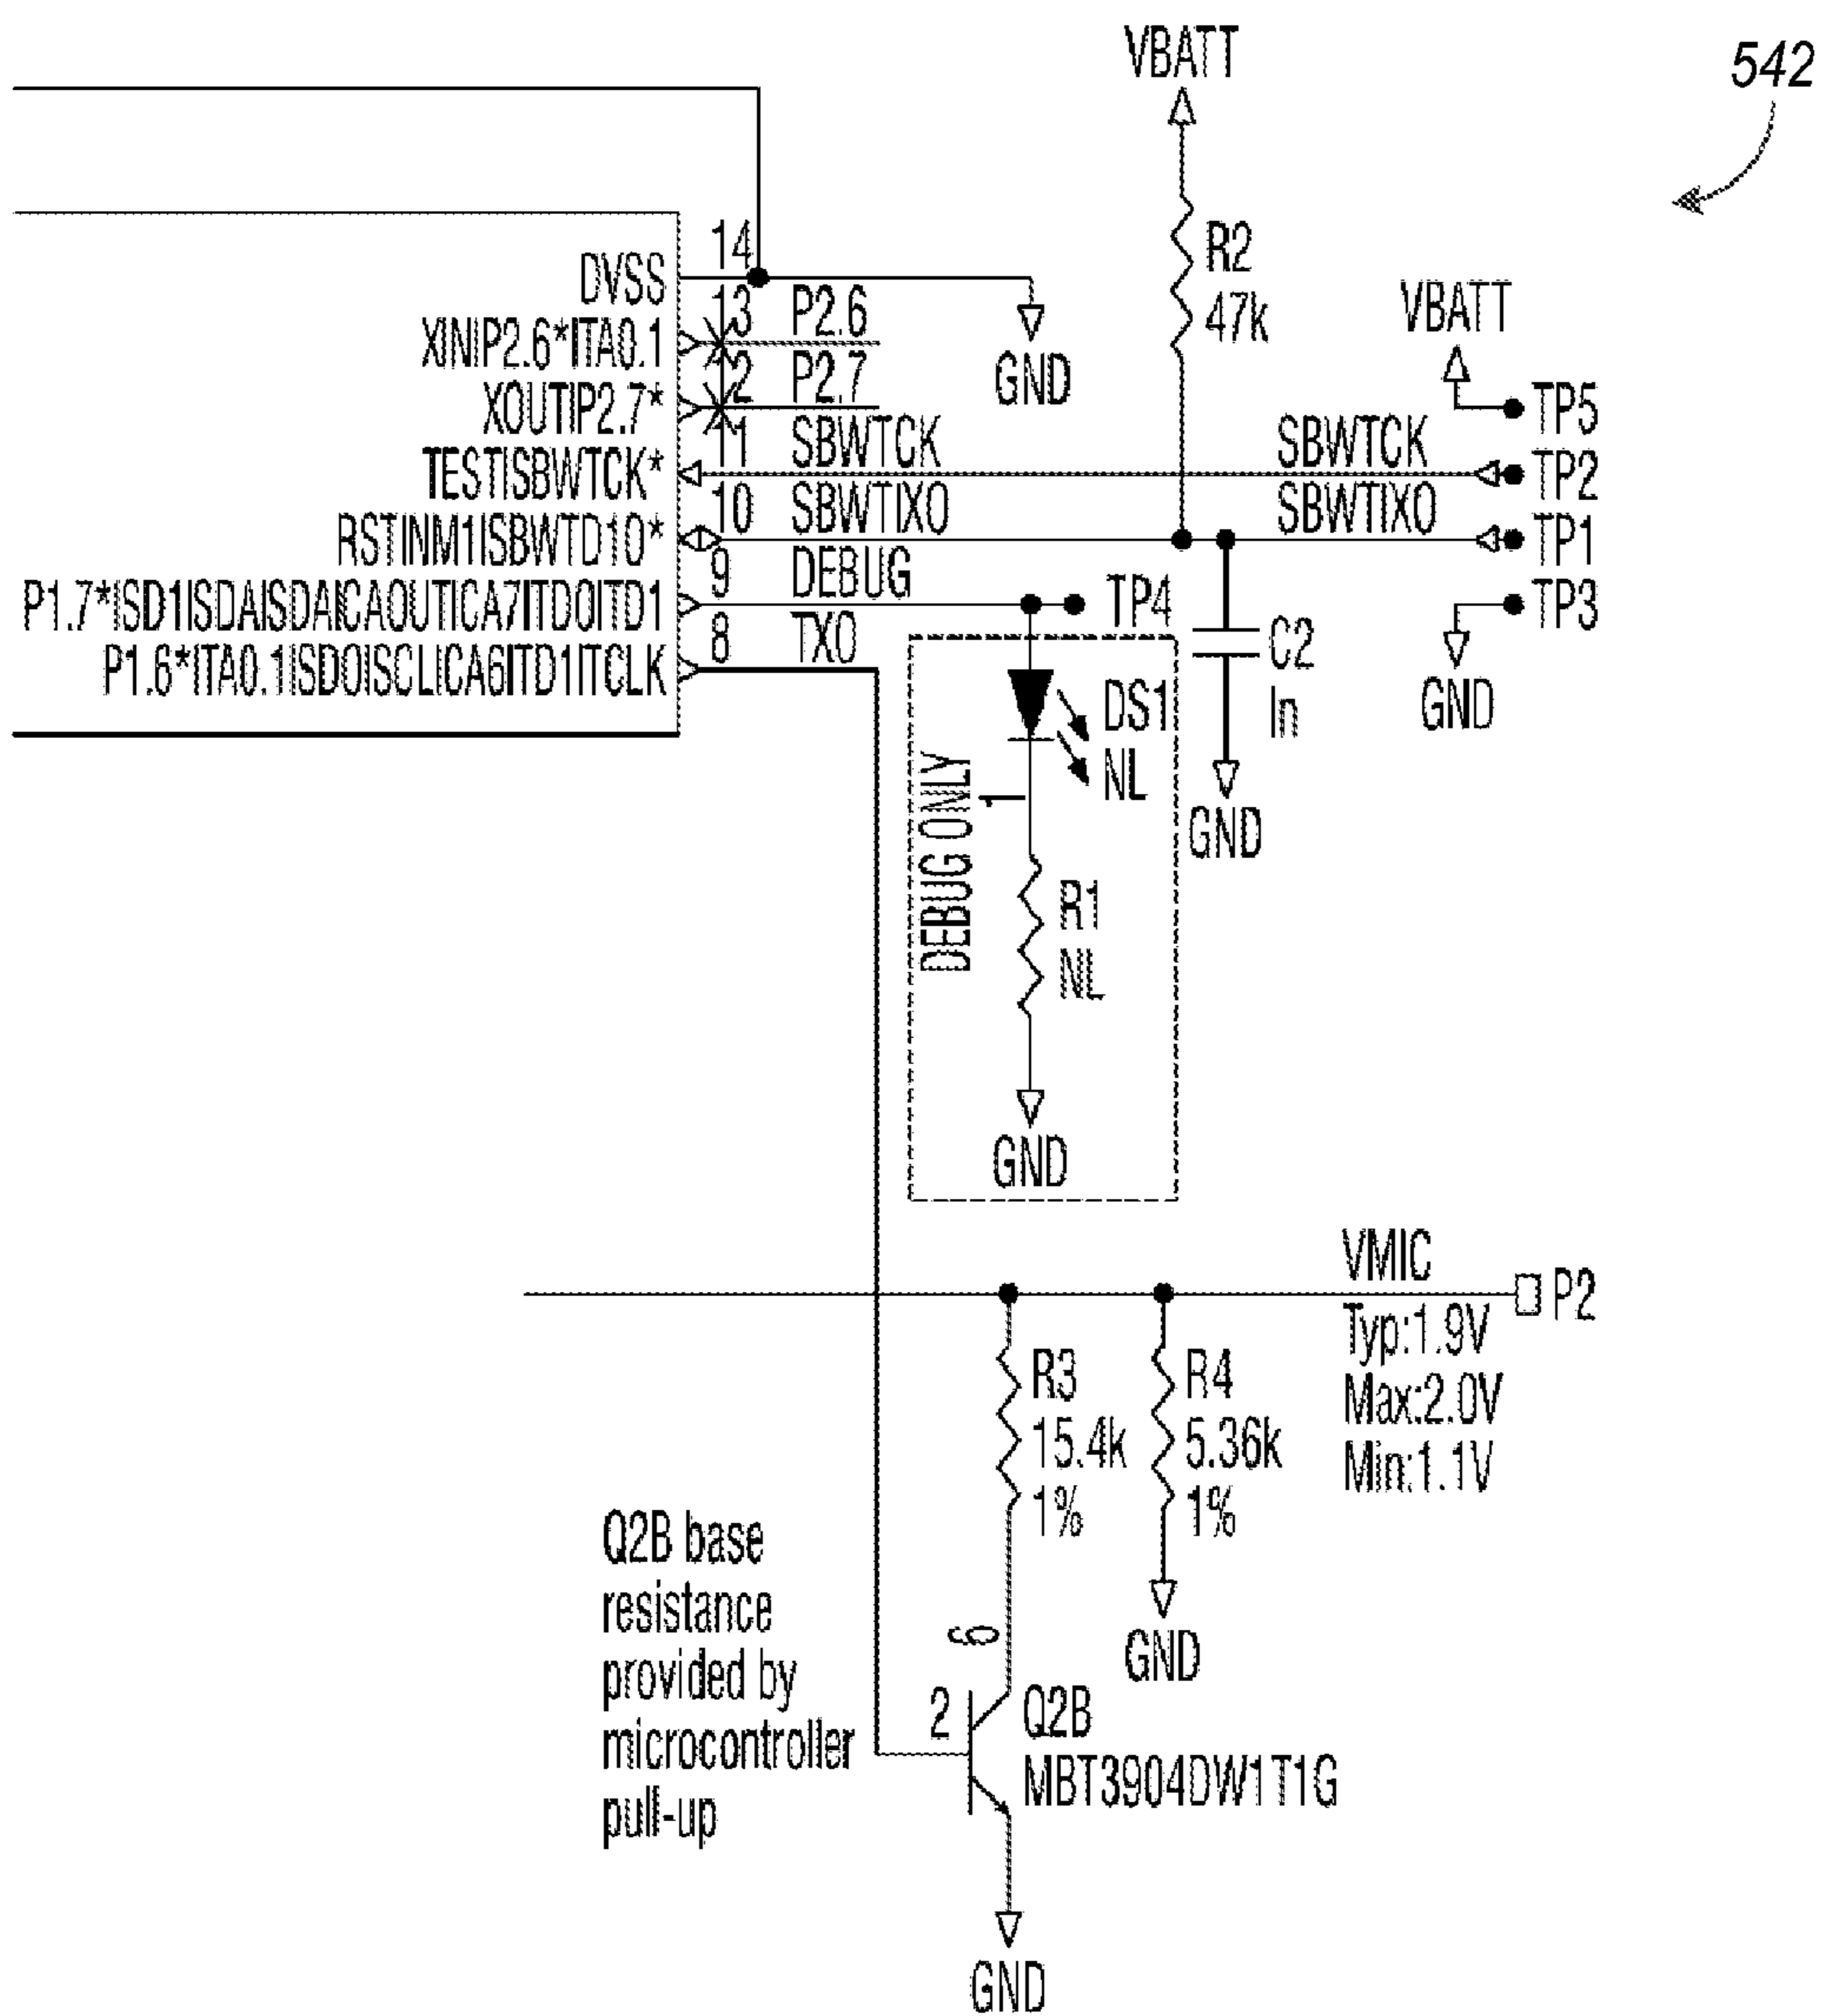 542
VBATT
R2
47k
DVSS
14
GND
XINIP2.6*ITA0.1
13
P2.6
XOUTIP2.7*
12
P2.7
TESTISBWTCK*
11
SBWTCK
SBWTCK
RSTINM1ISBWTD10*
10
SBWTIXO
SBWTIXO
P1.7*ISD1ISDAISDAICAOUTICA7ITD0ITD1
9
DEBUG
TP4
P1.6*ITA0.1ISDOISCLICA6ITD1ITCLK
8
TXO
VBATT
TP5
TP2
TP1
TP3
GND
C2
In
GND
DEBUG ONLY
DS1
NL
1
R1
NL
GND
VMIC
P2
Typ:1.9V
Max:2.0V
Min:1.1V
R3
15.4k
1%
R4
5.36k
1%
GND
Q2B base
resistance
provided by
microcontroller
pull-up
6
2
Q2B
MBT3904DW1T1G
GND